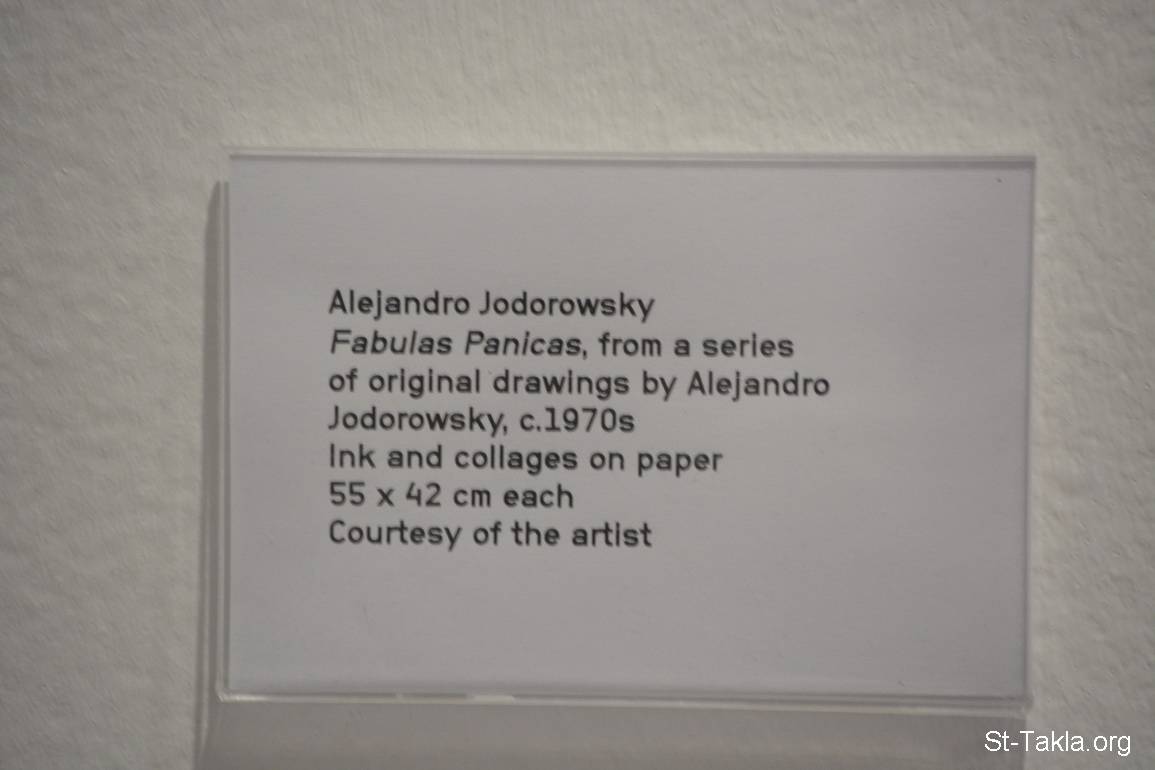 Alejandro Jodorowsky
Fabulas Panicas, from a series
of original drawings by Alejandro
Jodorowsky, c.1970s
Ink and collages on paper
55 x 42 cm each
Courtesy of the artist
St-Takla.org